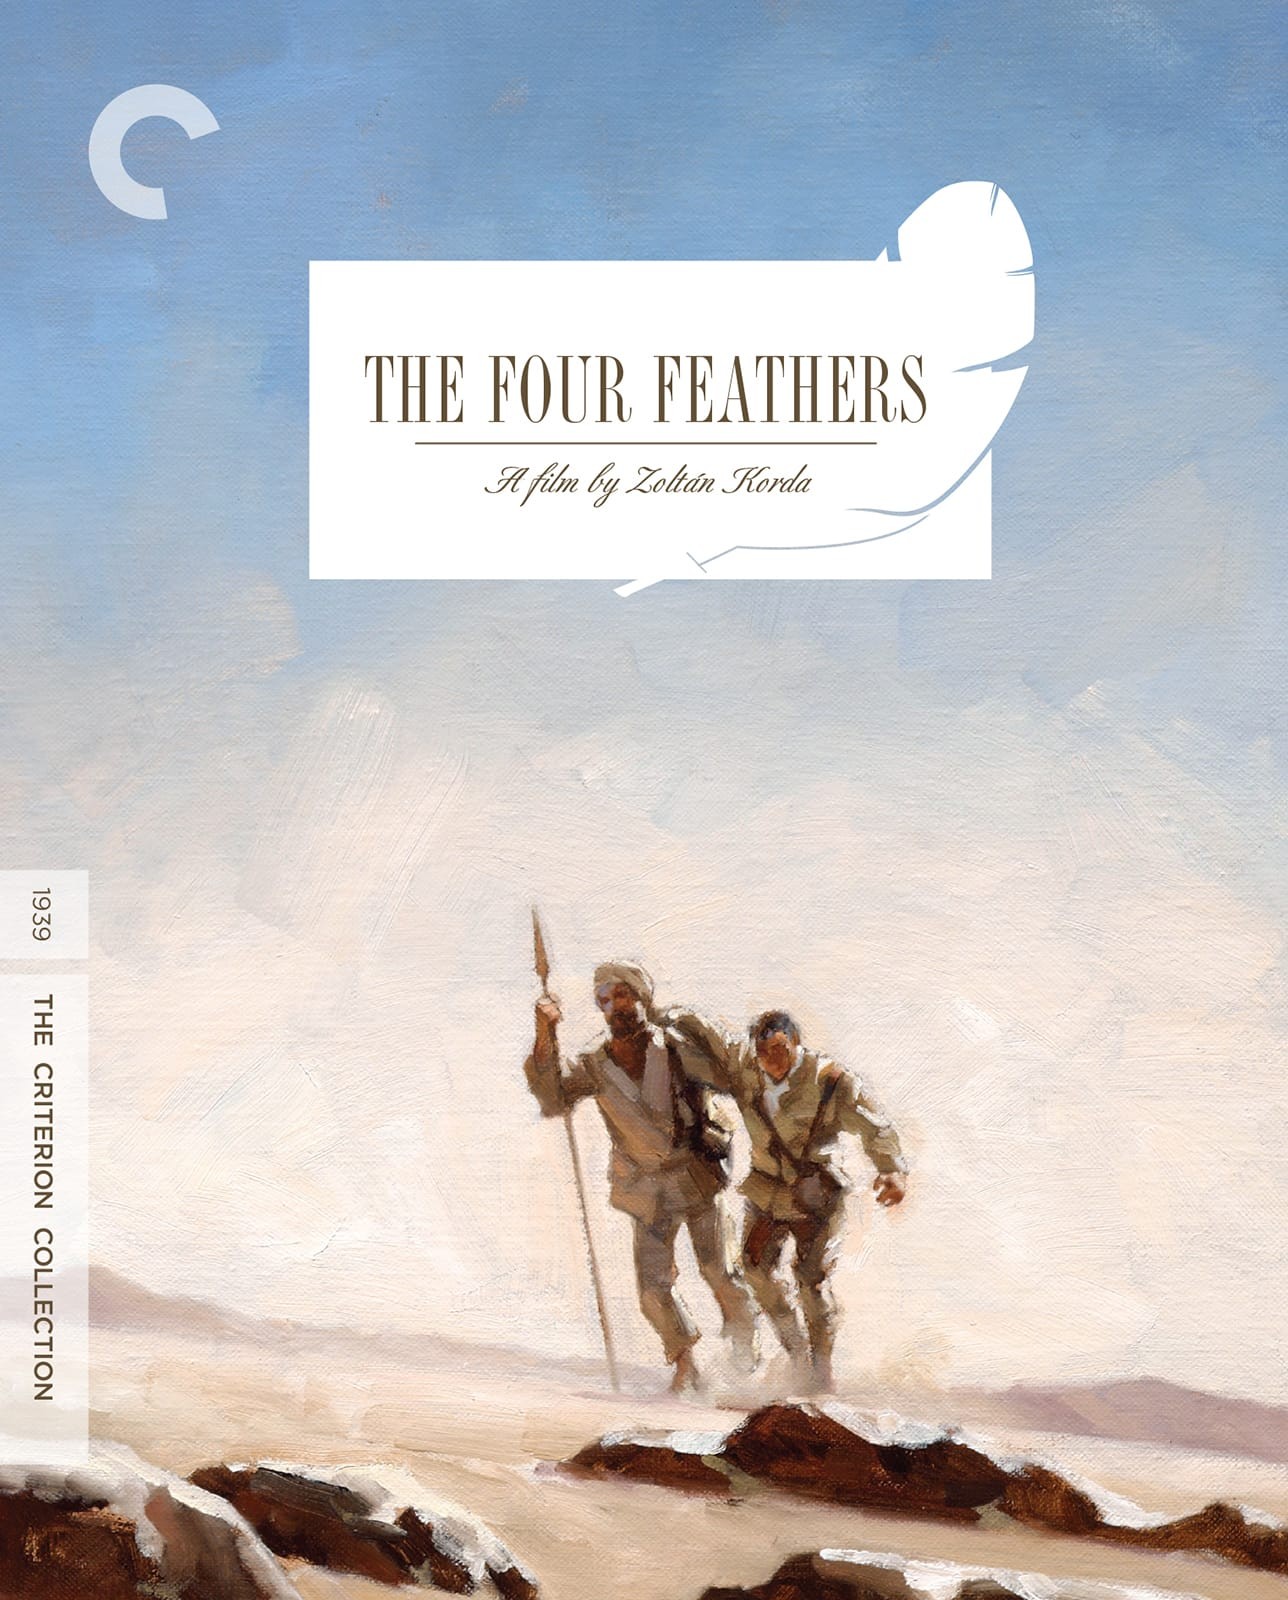 THE FOUR FEATHERS
A film by Zoltán Korda
1939
THE CRITERION COLLECTION